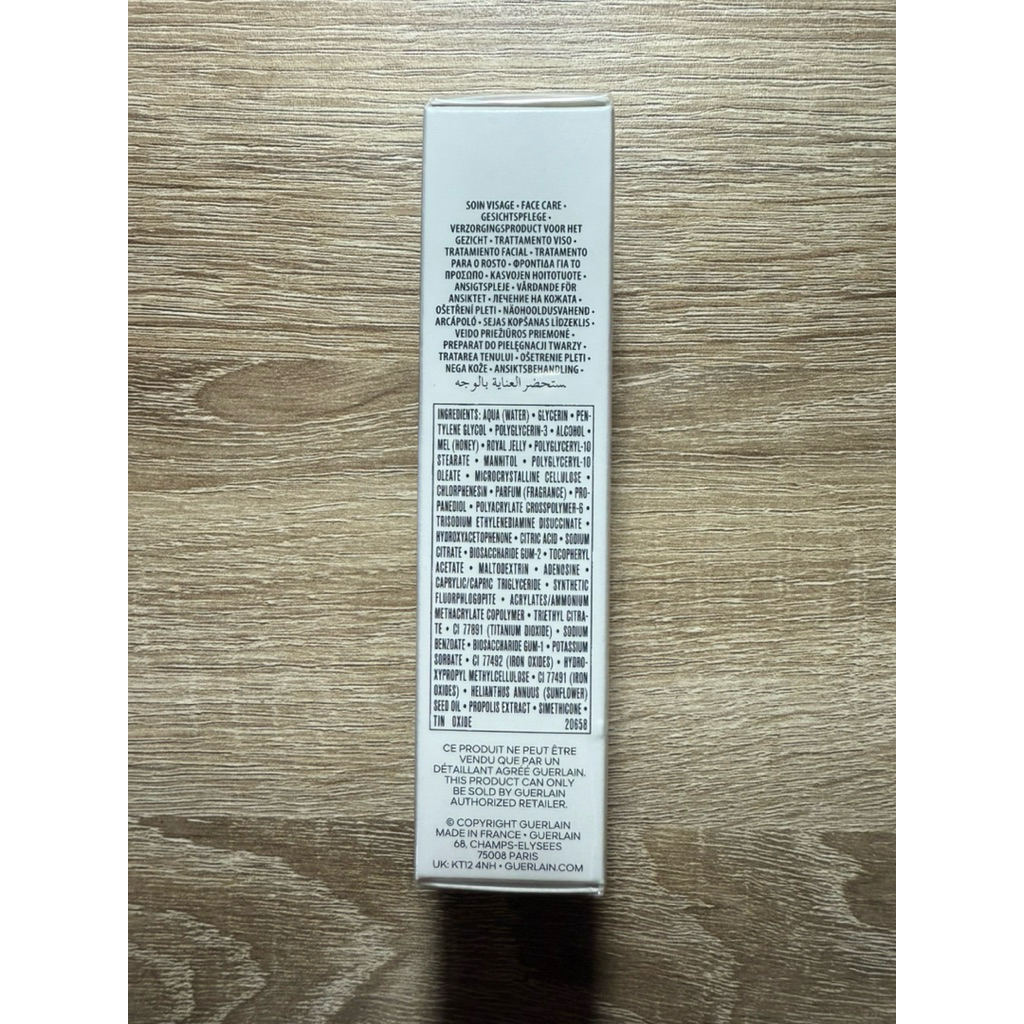 SOIN VISAGE • FACE CARE •
GESICHTSPFLEGE •
VERZORGINGSPRODUCT VOOR HET
GEZICHT • TRATTAMENTO VISO •
TRATAMIENTO FACIAL • TRATAMENTO
PARA O ROSTO • ΦΡΟΝΤΙΔΑ ΓΙΑ ΤΟ
ΠΡΟΣΩΠΟ • KASVOJEN HOITOTUOTE •
ANSIGTSPLEJE • VÅRDANDE FÖR
ANSIKTET • ЛЕЧЕНИЕ НА КОЖАТА •
OŠETŘENÍ PLETI • NÄOHOOLDUSVAHEND •
ARCÁPOLÓ • SEJAS KOPŠANAS LĪDZEKLIS •
VEIDO PRIEŽIŪROS PRIEMONĖ •
PREPARAT DO PIELĘGNACJI TWARZY •
TRATAREA TENULUI • OŠETRENIE PLETI •
NEGA KOŽE • ANSIKTSBEHANDLING •
مستحضر العناية بالوجه
INGREDIENTS: AQUA (WATER) • GLYCERIN • PEN-
TYLENE GLYCOL • POLYGLYCERIN-3 • ALCOHOL •
MEL (HONEY) • ROYAL JELLY • POLYGLYCERYL-10
STEARATE • MANNITOL • POLYGLYCERYL-10
OLEATE • MICROCRYSTALLINE CELLULOSE •
CHLORPHENESIN • PARFUM (FRAGRANCE) • PRO-
PANEDIOL • POLYACRYLATE CROSSPOLYMER-6 •
TRISODIUM ETHYLENEDIAMINE DISUCCINATE •
HYDROXYACETOPHENONE • CITRIC ACID • SODIUM
CITRATE • BIOSACCHARIDE GUM-2 • TOCOPHERYL
ACETATE • MALTODEXTRIN • ADENOSINE •
CAPRYLIC/CAPRIC TRIGLYCERIDE • SYNTHETIC
FLUORPHLOGOPITE • ACRYLATES/AMMONIUM
METHACRYLATE COPOLYMER • TRIETHYL CITRA-
TE • CI 77891 (TITANIUM DIOXIDE) • SODIUM
BENZOATE • BIOSACCHARIDE GUM-1 • POTASSIUM
SORBATE • CI 77492 (IRON OXIDES) • HYDRO-
XYPROPYL METHYLCELLULOSE • CI 77491 (IRON
OXIDES) • HELIANTHUS ANNUUS (SUNFLOWER)
SEED OIL • PROPOLIS EXTRACT • SIMETHICONE •
TIN OXIDE 20658
CE PRODUIT NE PEUT ÊTRE
VENDU QUE PAR UN
DÉTAILLANT AGRÉÉ GUERLAIN.
THIS PRODUCT CAN ONLY
BE SOLD BY GUERLAIN
AUTHORIZED RETAILER.
© COPYRIGHT GUERLAIN
MADE IN FRANCE • GUERLAIN
68, CHAMPS-ELYSEES
75008 PARIS
UK: KT12 4NH • GUERLAIN.COM